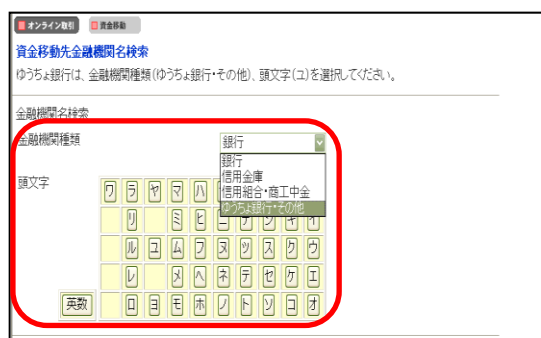 オンライン取引 資金移動
資金移動先金融機関名検索
ゆうちょ銀行は、金融機関種類(ゆうちょ銀行・その他)、頭文字(ユ)を選択してください。
金融機関名検索
金融機関種類 銀行
銀行
信用金庫
信用組合・商工中金
ゆうちょ銀行・その他
頭文字 ワ ラ ヤ マ ハ
リ ミ ヒ ニ チ シ キ イ
ル ユ ム フ ヌ ツ ス ク ウ
レ メ ヘ ネ テ セ ケ エ
英数 ロ ヨ モ ホ ノ ト ソ コ オ